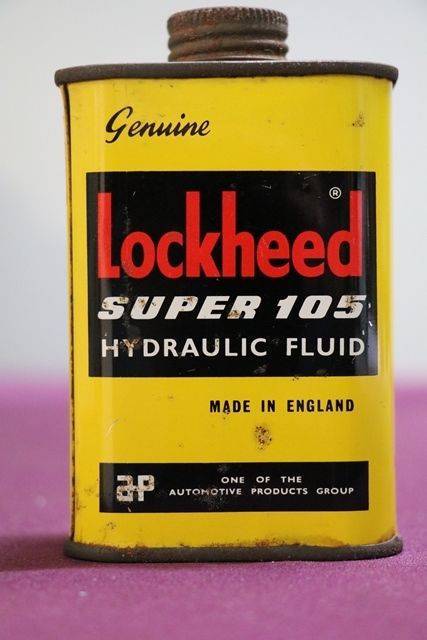 Genuine
Lockheed®
SUPER 105
HYDRAULIC FLUID
MADE IN ENGLAND
ap
ONE OF THE
AUTOMOTIVE PRODUCTS GROUP